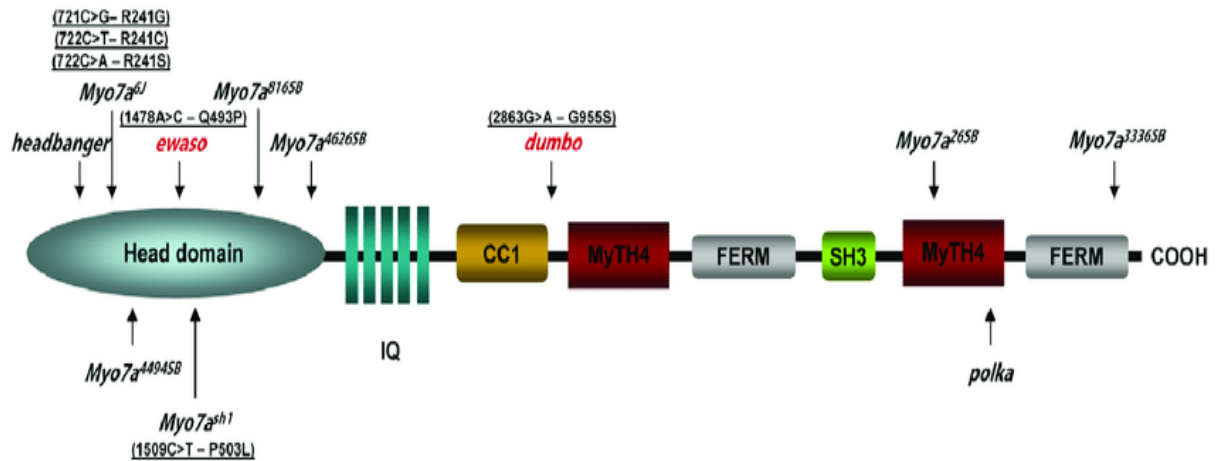 (721C>G– R241G)
(722C>T– R241C)
(722C>A – R241S)
Myo7a6J
Myo7a816SB
(1478A>C – Q493P)
(2863G>A – G955S)
headbanger
ewaso
Myo7a4626SB
dumbo
Myo7a26SB
Myo7a3336SB
Head domain
CC1
MyTH4
FERM
SH3
MyTH4
FERM
COOH
IQ
Myo7a4494SB
polka
Myo7ash1
(1509C>T – P503L)